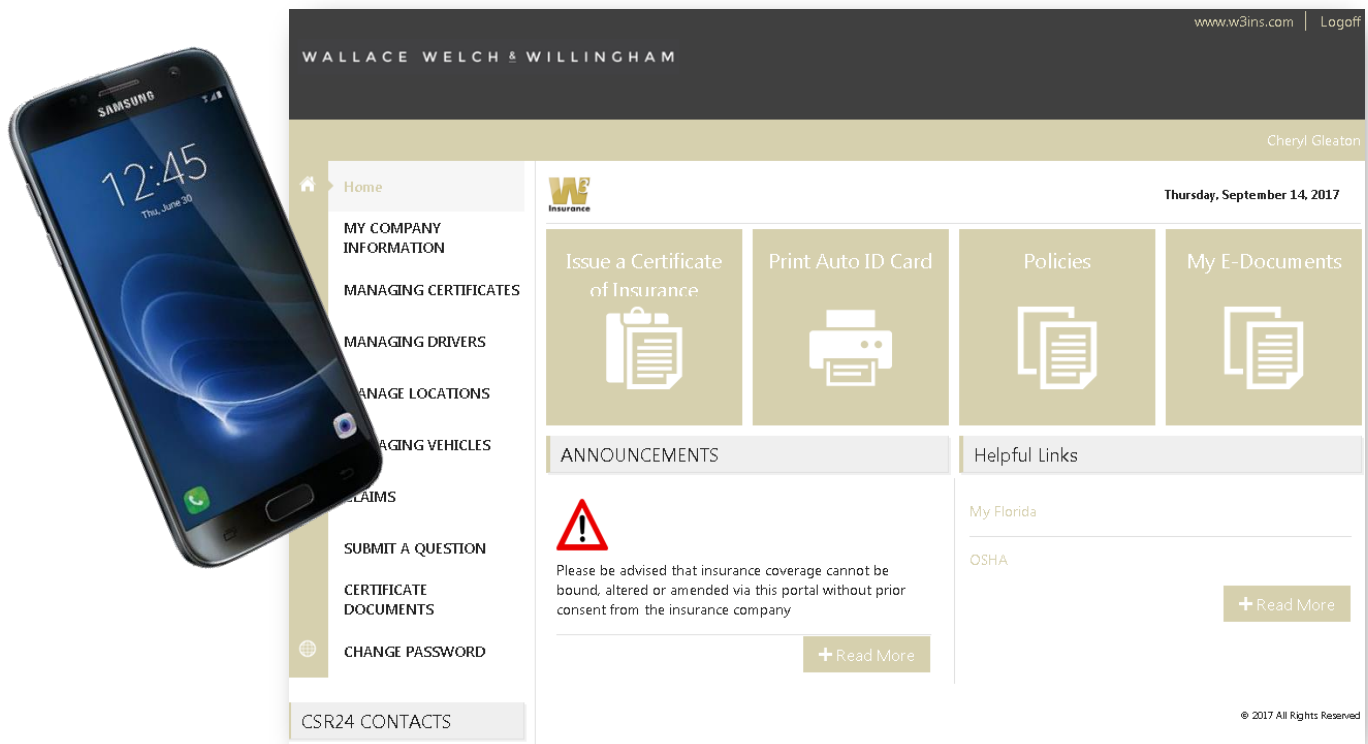 www.w3ins.com | Logoff
WALLACE WELCH & WILLINGHAM
Cheryl Gleaton
SAMSUNG
12:45
Thu, June 30
Home
MY COMPANY
INFORMATION
MANAGING CERTIFICATES
MANAGING DRIVERS
ANAGE LOCATIONS
AGING VEHICLES
CLAIMS
SUBMIT A QUESTION
CERTIFICATE
DOCUMENTS
CHANGE PASSWORD
CSR24 CONTACTS
W3
Insurance
Thursday, September 14, 2017
Issue a Certificate
of Insurance
Print Auto ID Card
Policies
My E-Documents
ANNOUNCEMENTS
Please be advised that insurance coverage cannot be
bound, altered or amended via this portal without prior
consent from the insurance company
+ Read More
Helpful Links
My Florida
OSHA
+ Read More
© 2017 All Rights Reserved